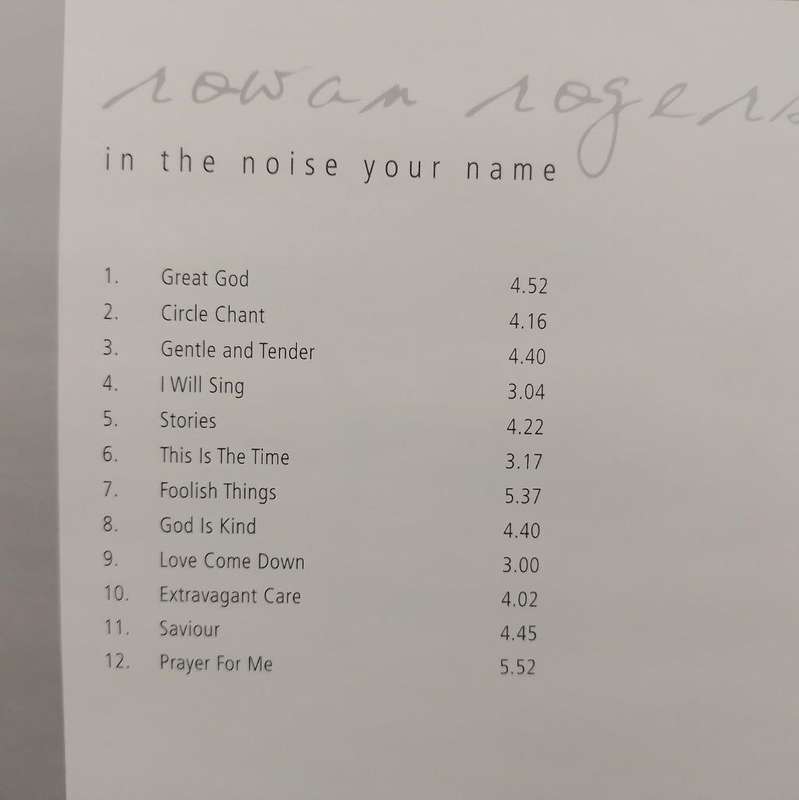 rowan rogers
in the noise your name
1. Great God 4.52
2. Circle Chant 4.16
3. Gentle and Tender 4.40
4. I Will Sing 3.04
5. Stories 4.22
6. This Is The Time 3.17
7. Foolish Things 5.37
8. God Is Kind 4.40
9. Love Come Down 3.00
10. Extravagant Care 4.02
11. Saviour 4.45
12. Prayer For Me 5.52